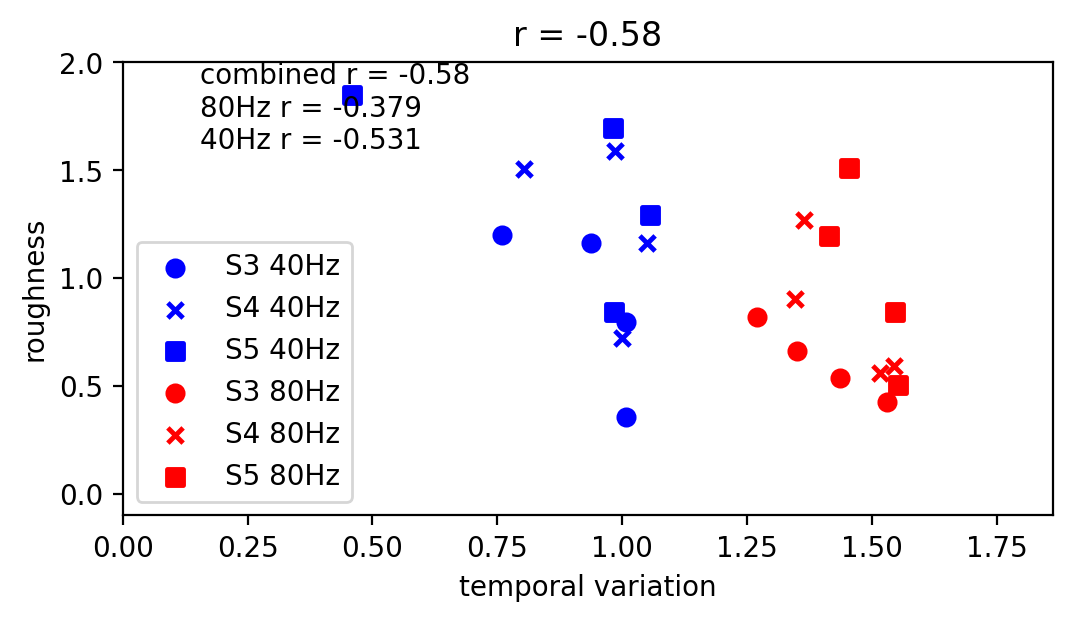 r = -0.58
combined r = -0.58
80Hz r = -0.379
40Hz r = -0.531
2.0
1.5
1.0
0.5
0.0
roughness
S3 40Hz
S4 40Hz
S5 40Hz
S3 80Hz
S4 80Hz
S5 80Hz
0.00 0.25 0.50 0.75 1.00 1.25 1.50 1.75
temporal variation